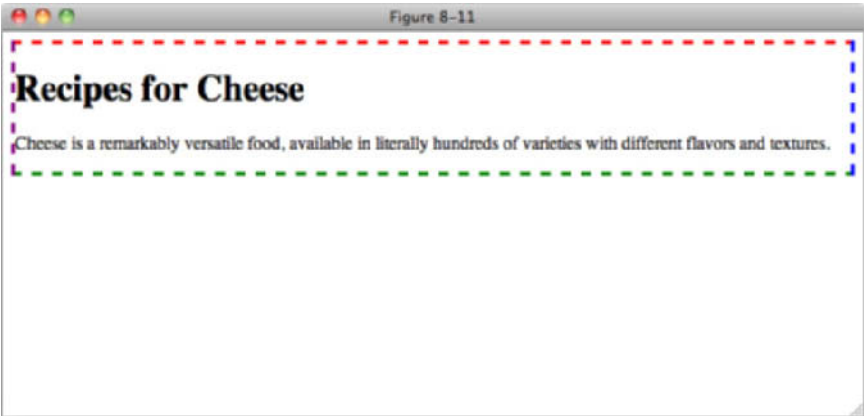 Figure 8-11
Recipes for Cheese
Cheese is a remarkably versatile food, available in literally hundreds of varieties with different flavors and textures.